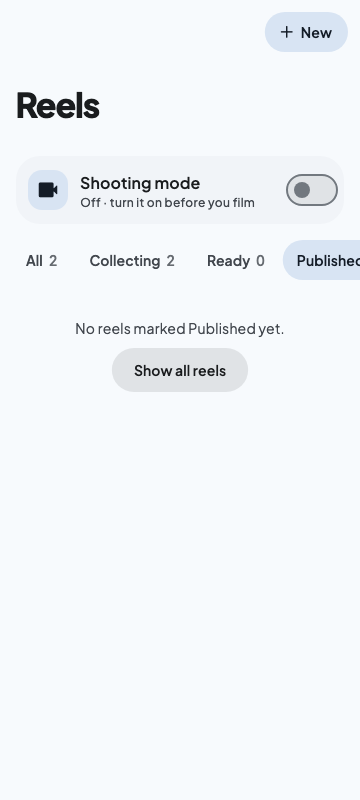 + New
Reels
Shooting mode
Off · turn it on before you film
All 2 Collecting 2 Ready 0 Published
No reels marked Published yet.
Show all reels